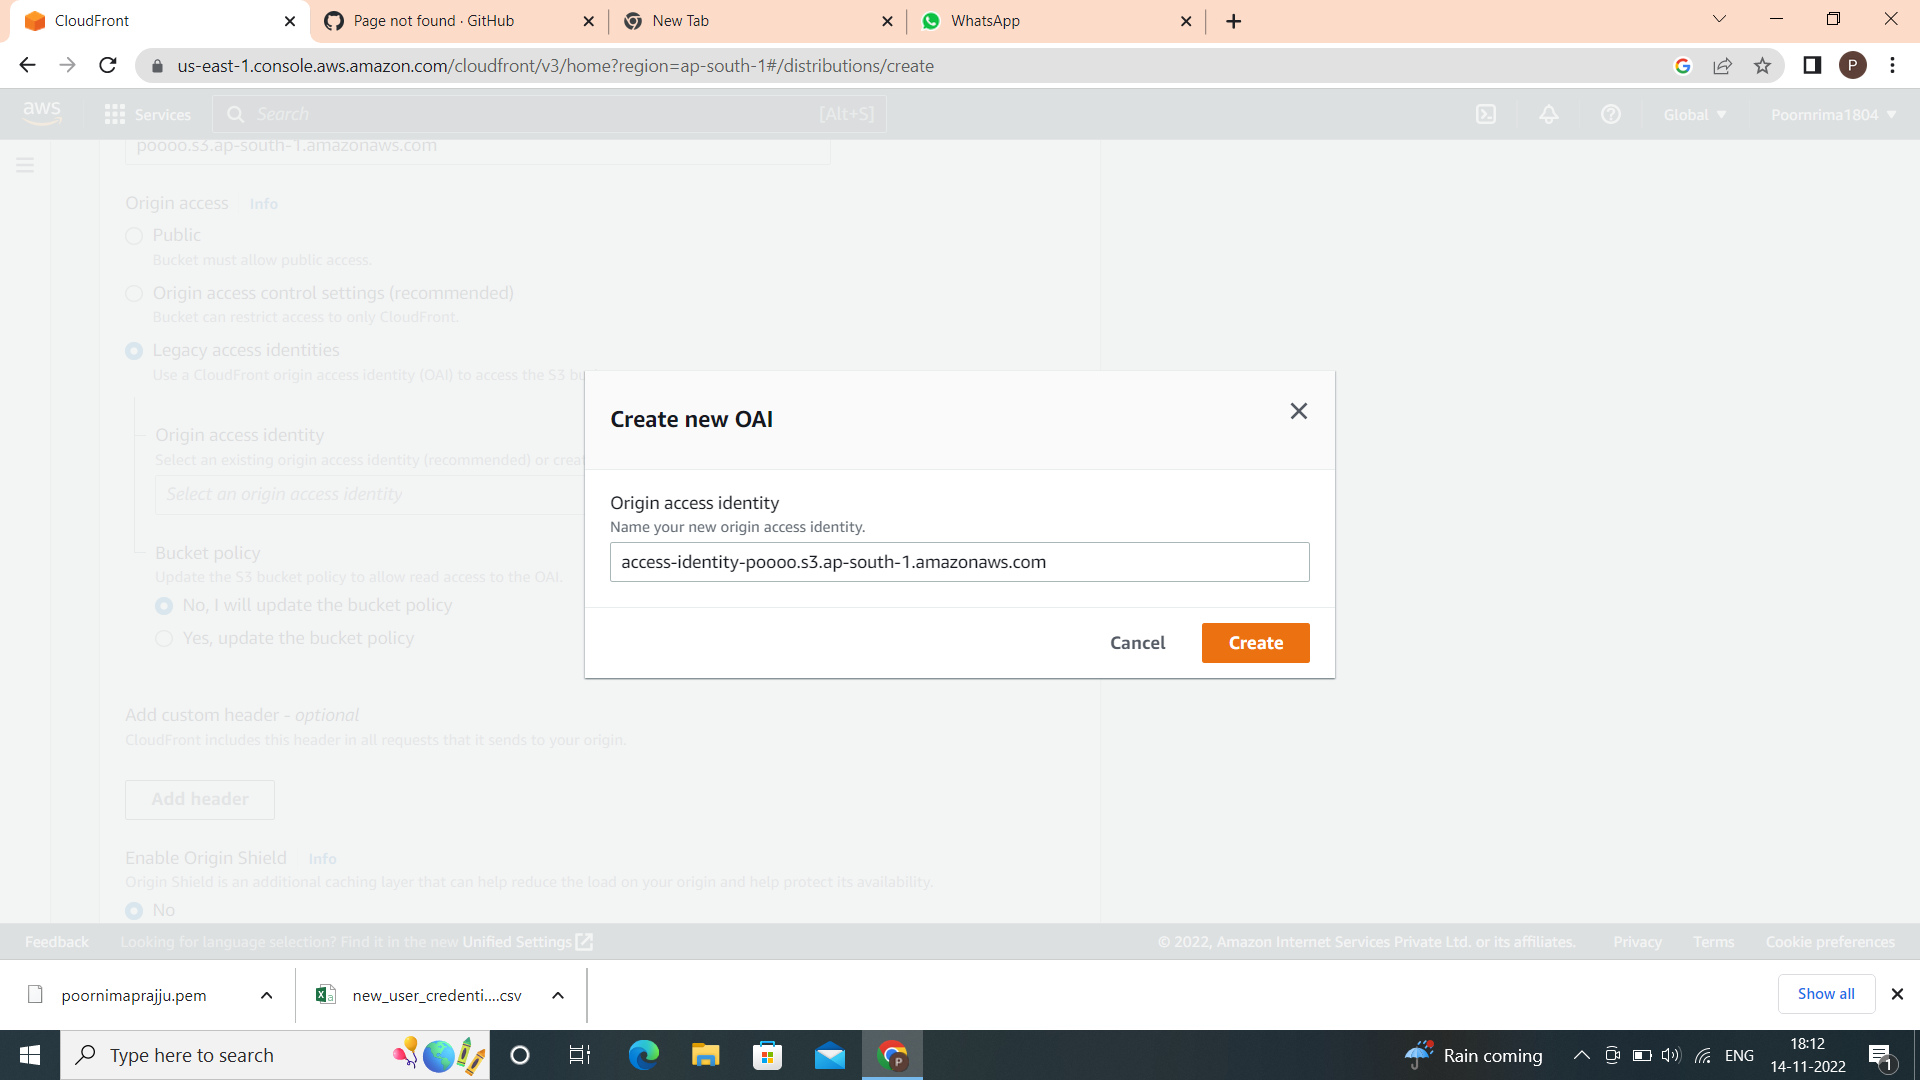 CloudFront
Page not found · GitHub
New Tab
WhatsApp
us-east-1.console.aws.amazon.com/cloudfront/v3/home?region=ap-south-1#/distributions/create
P
aws
Services
Search
[Alt+S]
Global
Poornrima1804
poooo.s3.ap-south-1.amazonaws.com
Origin access Info
Public
Bucket must allow public access.
Origin access control settings (recommended)
Bucket can restrict access to only CloudFront.
Legacy access identities
Use a CloudFront origin access identity (OAI) to access the S3 bu
Origin access identity
Select an existing origin access identity (recommended) or creat
Select an origin access identity
Bucket policy
Update the S3 bucket policy to allow read access to the OAI.
No, I will update the bucket policy
Yes, update the bucket policy
Create new OAI
Origin access identity
Name your new origin access identity.
access-identity-poooo.s3.ap-south-1.amazonaws.com
Cancel
Create
Add custom header - optional
CloudFront includes this header in all requests that it sends to your origin.
Add header
Enable Origin Shield Info
Origin Shield is an additional caching layer that can help reduce the load on your origin and help protect its availability.
No
Feedback
Looking for language selection? Find it in the new Unified Settings
© 2022, Amazon Internet Services Private Ltd. or its affiliates.
Privacy
Terms
Cookie preferences
poornimaprajju.pem
new_user_credenti....csv
Show all
Type here to search
Rain coming
ENG
18:12
14-11-2022
1